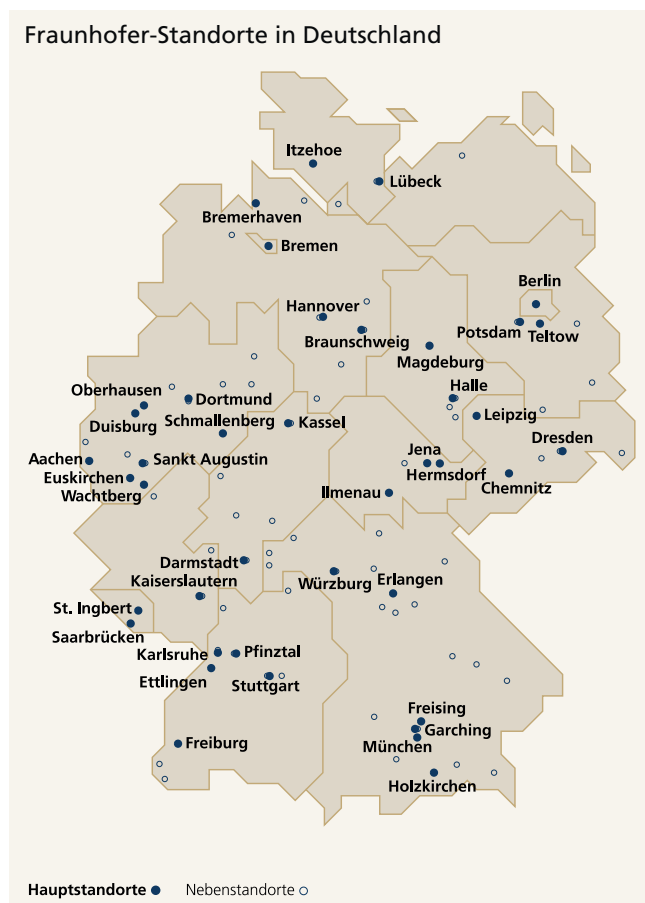 Fraunhofer-Standorte in Deutschland
Itzehoe
Lübeck
Bremerhaven
Bremen
Berlin
Hannover
Potsdam
Teltow
Braunschweig
Magdeburg
Halle
Oberhausen
Dortmund
Leipzig
Duisburg
Schmallenberg
Kassel
Dresden
Jena
Aachen
Sankt Augustin
Hermsdorf
Euskirchen
Chemnitz
Wachtberg
Ilmenau
Darmstadt
Kaiserslautern
Würzburg
Erlangen
St. Ingbert
Saarbrücken
Karlsruhe
Pfinztal
Ettlingen
Stuttgart
Freising
Garching
Freiburg
München
Holzkirchen
Hauptstandorte
Nebenstandorte